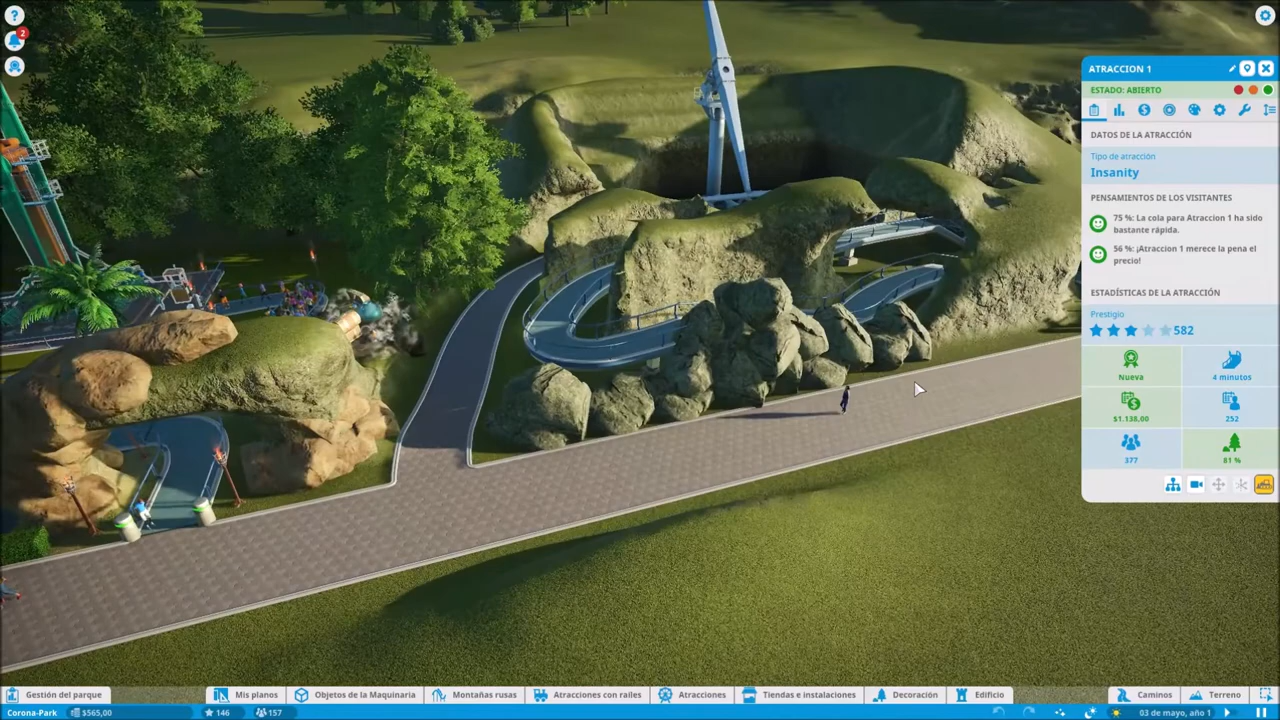 ?
2
ATRACCION 1
ESTADO: ABIERTO
DATOS DE LA ATRACCIÓN
Tipo de atracción
Insanity
PENSAMIENTOS DE LOS VISITANTES
75 %: La cola para Atraccion 1 ha sido
bastante rápida.
56 %: ¡Atraccion 1 merece la pena el
precio!
ESTADÍSTICAS DE LA ATRACCIÓN
Prestigio
582
Nueva
4 minutos
$1.138,00
252
377
81 %
Gestión del parque
Mis planos
Objetos de la Maquinaria
Montañas rusas
Atracciones con raíles
Atracciones
Tiendas e instalaciones
Decoración
Edificio
Caminos
Terreno
Corona-Park
$565,00
146
157
03 de mayo, año 1